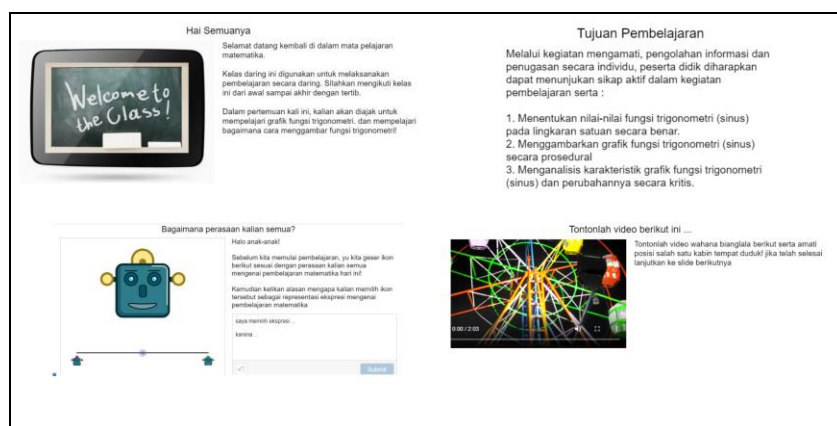 Hai Semuanya
Welcome to
the Class!
Selamat datang kembali di dalam mata pelajaran
matematika.
Kelas daring ini digunakan untuk melaksanakan
pembelajaran secara daring. SIlahkan mengikuti kelas
ini dari awal sampai akhir dengan tertib.
Dalam pertemuan kali ini, kalian akan diajak untuk
mempelajari grafik fungsi trigonometri. dan mempelajari
bagaimana cara menggambar fungsi trigonometri!
Tujuan Pembelajaran
Melalui kegiatan mengamati, pengolahan informasi dan
penugasan secara individu, peserta didik diharapkan
dapat menunjukan sikap aktif dalam kegiatan
pembelajaran serta :
1. Menentukan nilai-nilai fungsi trigonometri (sinus)
pada lingkaran satuan secara benar.
2. Menggambarkan grafik fungsi trigonometri (sinus)
secara prosedural
3. Menganalisis karakteristik grafik fungsi trigonometri
(sinus) dan perubahannya secara kritis.
Bagaimana perasaan kalian semua?
Halo anak-anak!
Sebelum kita memulai pembelajaran, yu kita geser ikon
berikut sesuai dengan perasaan kalian semua
mengenai pembelajaran matematika hari ini!
Kemudian ketikan alasan mengapa kalian memilih ikon
tersebut sebagai representasi ekspresi mengenai
pembelajaran matematika
saya memilih ekspresi ..
karena ..
Submit
Tontonlah video berikut ini ...
Tontonlah video wahana bianglala berikut serta amati
posisi salah satu kabin tempat duduk! jika telah selesai
lanjutkan ke slide berikutnya
0:00 / 2:03